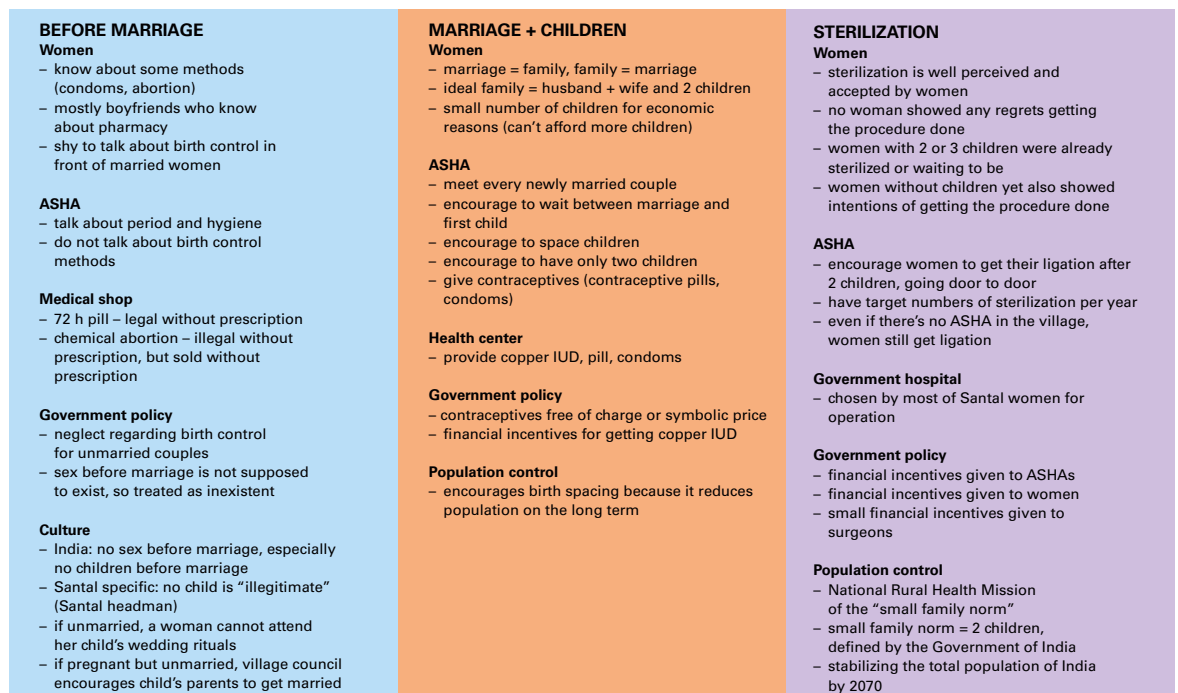 BEFORE MARRIAGE
Women
– know about some methods
(condoms, abortion)
– mostly boyfriends who know
about pharmacy
– shy to talk about birth control in
front of married women
ASHA
– talk about period and hygiene
– do not talk about birth control
methods
Medical shop
– 72 h pill – legal without prescription
– chemical abortion – illegal without
prescription, but sold without
prescription
Government policy
– neglect regarding birth control
for unmarried couples
– sex before marriage is not supposed
to exist, so treated as inexistent
Culture
– India: no sex before marriage, especially
no children before marriage
– Santal specific: no child is “illegitimate”
(Santal headman)
– if unmarried, a woman cannot attend
her child’s wedding rituals
– if pregnant but unmarried, village council
encourages child’s parents to get married
MARRIAGE + CHILDREN
Women
– marriage = family, family = marriage
– ideal family = husband + wife and 2 children
– small number of children for economic
reasons (can’t afford more children)
ASHA
– meet every newly married couple
– encourage to wait between marriage and
first child
– encourage to space children
– encourage to have only two children
– give contraceptives (contraceptive pills,
condoms)
Health center
– provide copper IUD, pill, condoms
Government policy
– contraceptives free of charge or symbolic price
– financial incentives for getting copper IUD
Population control
– encourages birth spacing because it reduces
population on the long term
STERILIZATION
Women
– sterilization is well perceived and
accepted by women
– no woman showed any regrets getting
the procedure done
– women with 2 or 3 children were already
sterilized or waiting to be
– women without children yet also showed
intentions of getting the procedure done
ASHA
– encourage women to get their ligation after
2 children, going door to door
– have target numbers of sterilization per year
– even if there’s no ASHA in the village,
women still get ligation
Government hospital
– chosen by most of Santal women for
operation
Government policy
– financial incentives given to ASHAs
– financial incentives given to women
– small financial incentives given to
surgeons
Population control
– National Rural Health Mission
of the “small family norm”
– small family norm = 2 children,
defined by the Government of India
– stabilizing the total population of India
by 2070